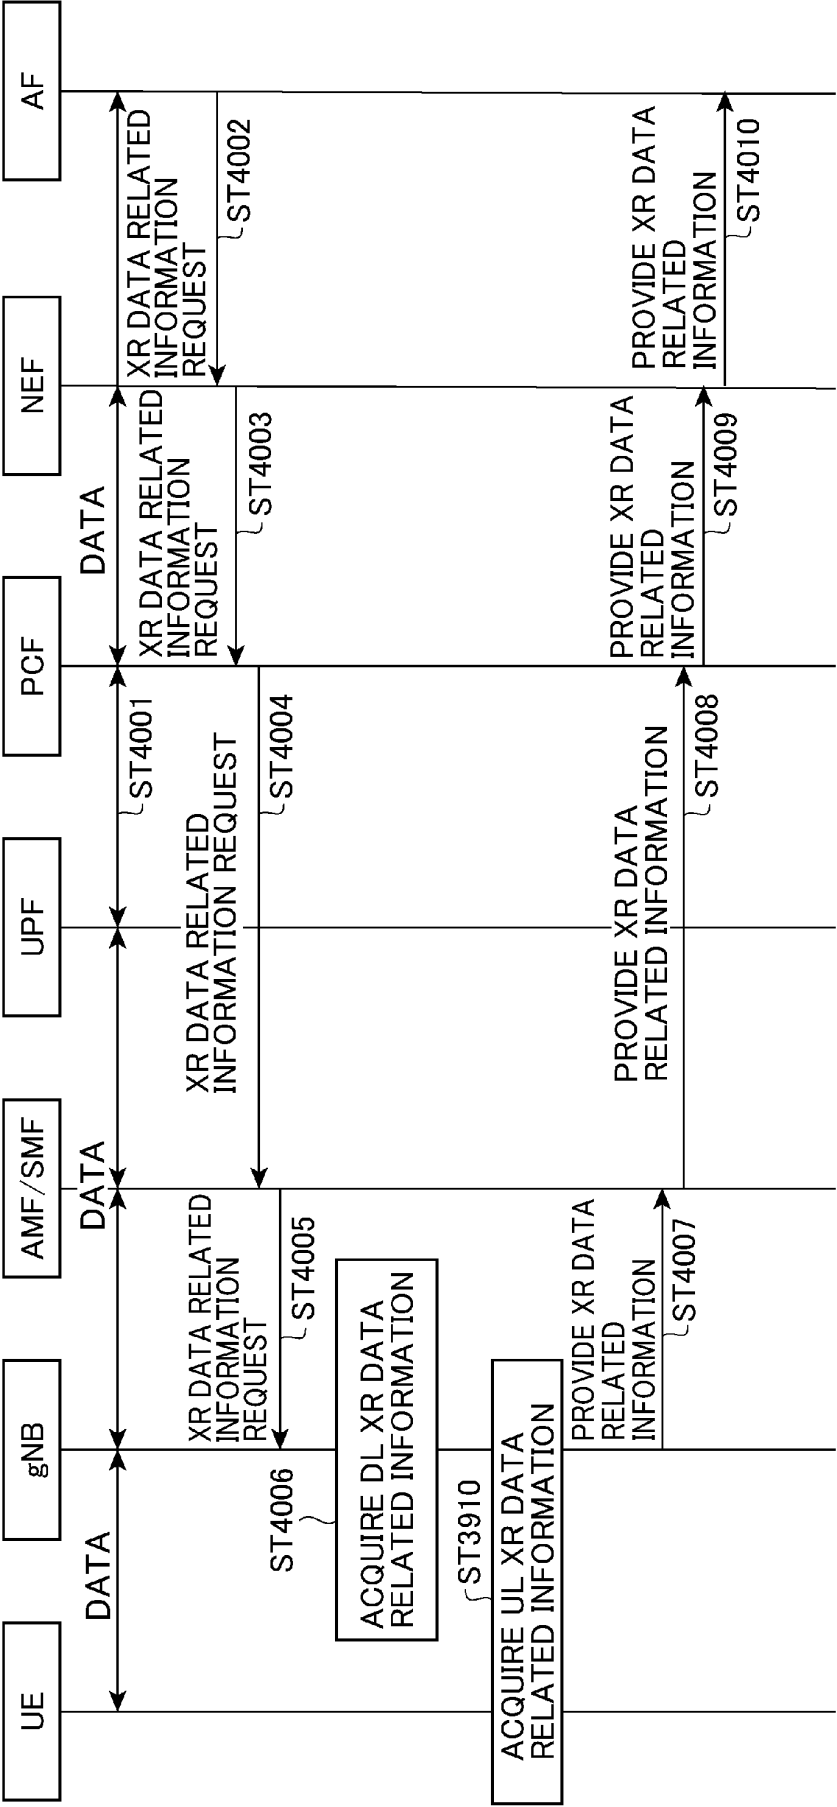 UE
gNB
AMF/SMF
UPF
PCF
NEF
AF
DATA
DATA
DATA
ST4001
XR DATA RELATED
INFORMATION
REQUEST
ST4002
XR DATA RELATED
INFORMATION
REQUEST
ST4003
XR DATA RELATED
INFORMATION REQUEST
ST4004
XR DATA RELATED
INFORMATION
REQUEST
ST4005
ST4006
ACQUIRE DL XR DATA
RELATED INFORMATION
ST3910
ACQUIRE UL XR DATA
RELATED INFORMATION
PROVIDE XR DATA
RELATED
INFORMATION
ST4007
PROVIDE XR DATA
RELATED INFORMATION
ST4008
PROVIDE XR DATA
RELATED
INFORMATION
ST4009
PROVIDE XR DATA
RELATED
INFORMATION
ST4010